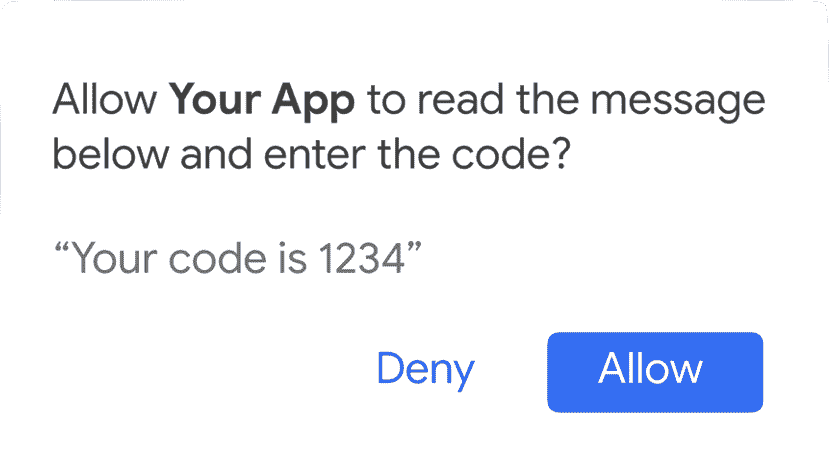 Allow Your App to read the message
below and enter the code?
“Your code is 1234”
Deny Allow